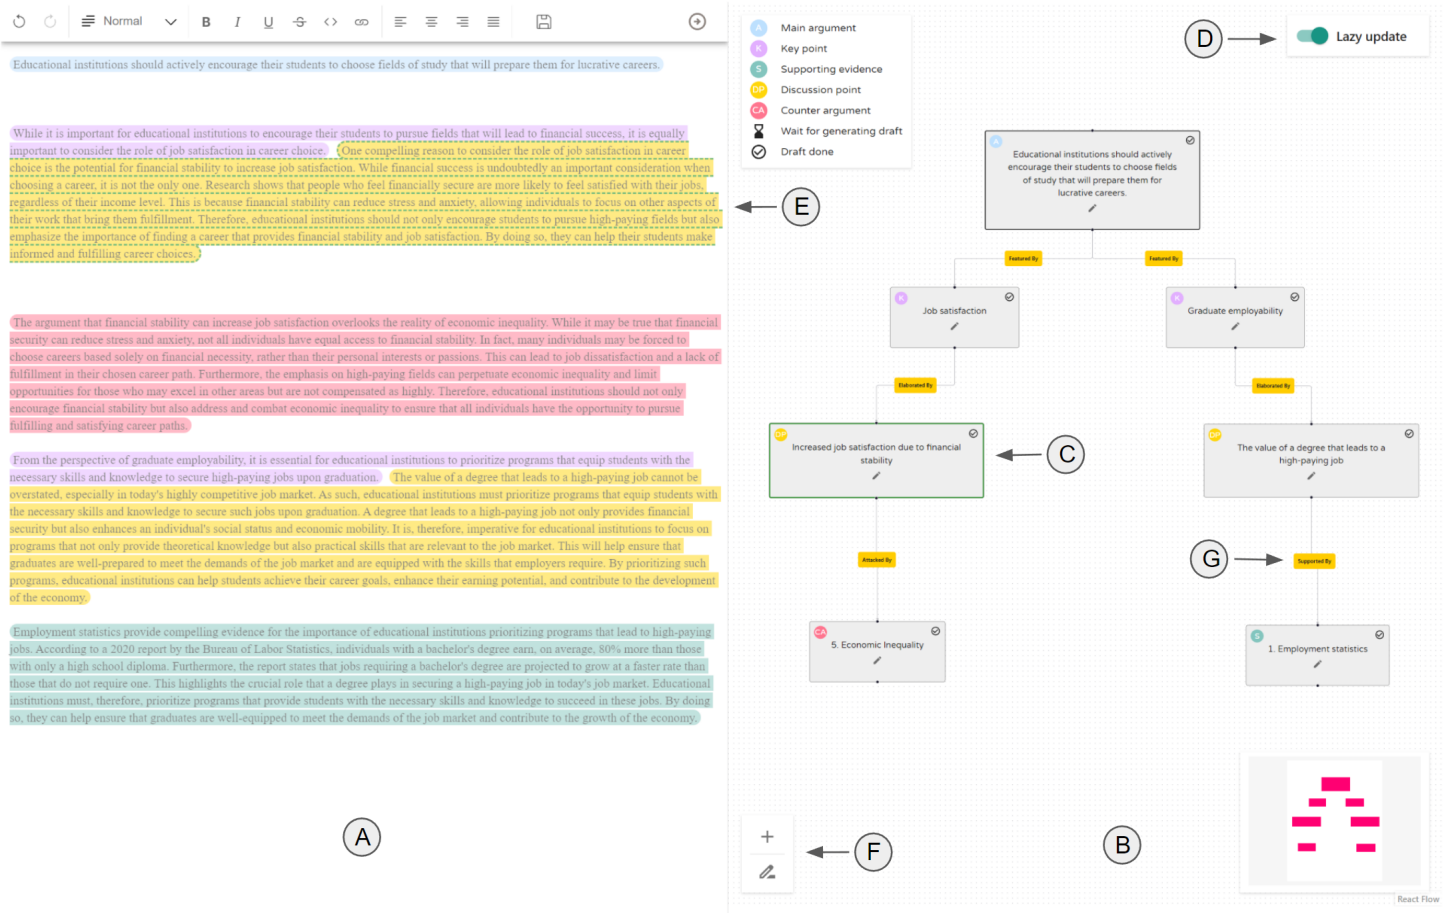 Normal
B I U S <>
Educational institutions should actively encourage their students to choose fields of study that will prepare them for lucrative careers.
While it is important for educational institutions to encourage their students to pursue fields that will lead to financial success, it is equally
important to consider the role of job satisfaction in career choice. One compelling reason to consider the role of job satisfaction in career
choice is the potential for financial stability to increase job satisfaction. While financial success is undoubtedly an important consideration when
choosing a career, it is not the only one. Research shows that people who feel financially secure are more likely to feel satisfied with their jobs,
regardless of their income level. This is because financial stability can reduce stress and anxiety, allowing individuals to focus on other aspects of
their work that bring them fulfillment. Therefore, educational institutions should not only encourage students to pursue high-paying fields but also
emphasize the importance of finding a career that provides financial stability and job satisfaction. By doing so, they can help their students make
informed and fulfilling career choices.
The argument that financial stability can increase job satisfaction overlooks the reality of economic inequality. While it may be true that financial
security can reduce stress and anxiety, not all individuals have equal access to financial stability. In fact, many individuals may be forced to
choose careers based solely on financial necessity, rather than their personal interests or passions. This can lead to job dissatisfaction and a lack of
fulfillment in their chosen career path. Furthermore, the emphasis on high-paying fields can perpetuate economic inequality and limit
opportunities for those who may excel in other areas but are not compensated as highly. Therefore, educational institutions should not only
encourage financial stability but also address and combat economic inequality to ensure that all individuals have the opportunity to pursue
fulfilling and satisfying career paths.
From the perspective of graduate employability, it is essential for educational institutions to prioritize programs that equip students with the
necessary skills and knowledge to secure high-paying jobs upon graduation. The value of a degree that leads to a high-paying job cannot be
overstated, especially in today's highly competitive job market. As such, educational institutions must prioritize programs that equip students with
the necessary skills and knowledge to secure such jobs upon graduation. A degree that leads to a high-paying job not only provides financial
security but also enhances an individual's social status and economic mobility. It is, therefore, imperative for educational institutions to focus on
programs that not only provide theoretical knowledge but also practical skills that are relevant to the job market. This will help ensure that
graduates are well-prepared to meet the demands of the job market and are equipped with the skills that employers require. By prioritizing such
programs, educational institutions can help students achieve their career goals, enhance their earning potential, and contribute to the development
of the economy.
Employment statistics provide compelling evidence for the importance of educational institutions prioritizing programs that lead to high-paying
jobs. According to a 2020 report by the Bureau of Labor Statistics, individuals with a bachelor's degree earn, on average, 80% more than those
with only a high school diploma. Furthermore, the report states that jobs requiring a bachelor's degree are projected to grow at a faster rate than
those that do not require one. This highlights the crucial role that a degree plays in securing a high-paying job in today's job market. Educational
institutions must, therefore, prioritize programs that provide students with the necessary skills and knowledge to succeed in these jobs. By doing
so, they can help ensure that graduates are well-equipped to meet the demands of the job market and contribute to the growth of the economy.
A
A Main argument
K Key point
S Supporting evidence
DP Discussion point
CA Counter argument
Wait for generating draft
Draft done
D
Lazy update
E
A
Educational institutions should actively
encourage their students to choose fields
of study that will prepare them for
lucrative careers.
Featured By
Featured By
K
Job satisfaction
K
Graduate employability
Elaborated By
Elaborated By
DP
Increased job satisfaction due to financial
stability
C
DP
The value of a degree that leads to a
high-paying job
Attacked By
G
Supported By
CA
5. Economic Inequality
S
1. Employment statistics
F
B
React Flow